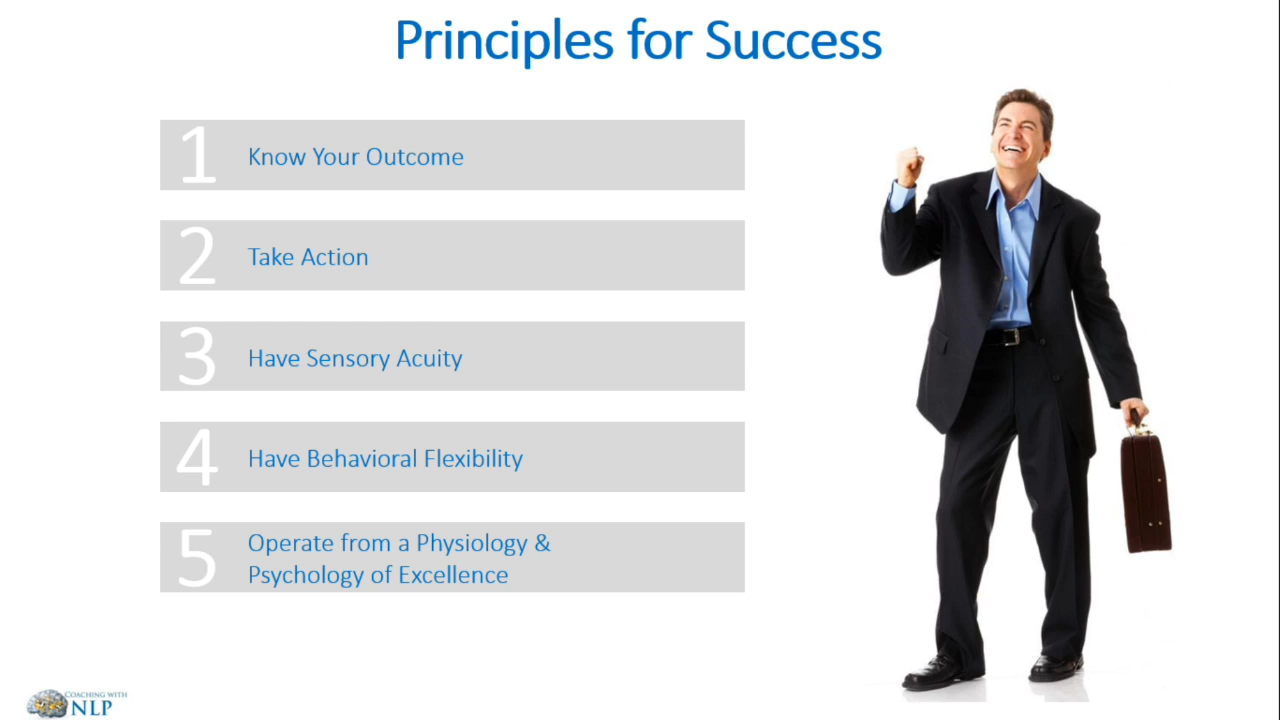 Principles for Success
1 Know Your Outcome
2 Take Action
3 Have Sensory Acuity
4 Have Behavioral Flexibility
5 Operate from a Physiology &
Psychology of Excellence
COACHING WITH
NLP